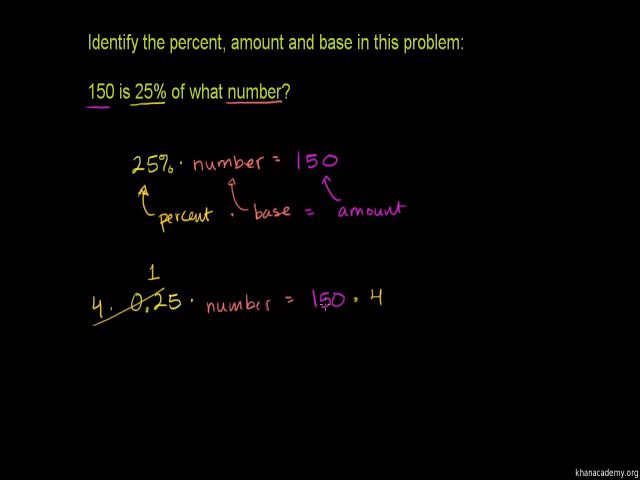 Identify the percent, amount and base in this problem:
150 is 25% of what number?
25% · number = 150
percent · base = amount
1
4 · 0.25 · number = 150 · 4
khanacademy.org